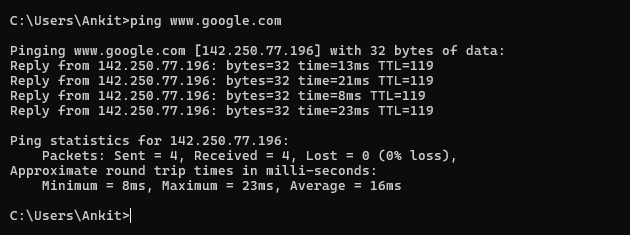 C:\Users\Ankit>ping www.google.com
Pinging www.google.com [142.250.77.196] with 32 bytes of data:
Reply from 142.250.77.196: bytes=32 time=13ms TTL=119
Reply from 142.250.77.196: bytes=32 time=21ms TTL=119
Reply from 142.250.77.196: bytes=32 time=8ms TTL=119
Reply from 142.250.77.196: bytes=32 time=23ms TTL=119
Ping statistics for 142.250.77.196:
    Packets: Sent = 4, Received = 4, Lost = 0 (0% loss),
Approximate round trip times in milli-seconds:
    Minimum = 8ms, Maximum = 23ms, Average = 16ms
C:\Users\Ankit>